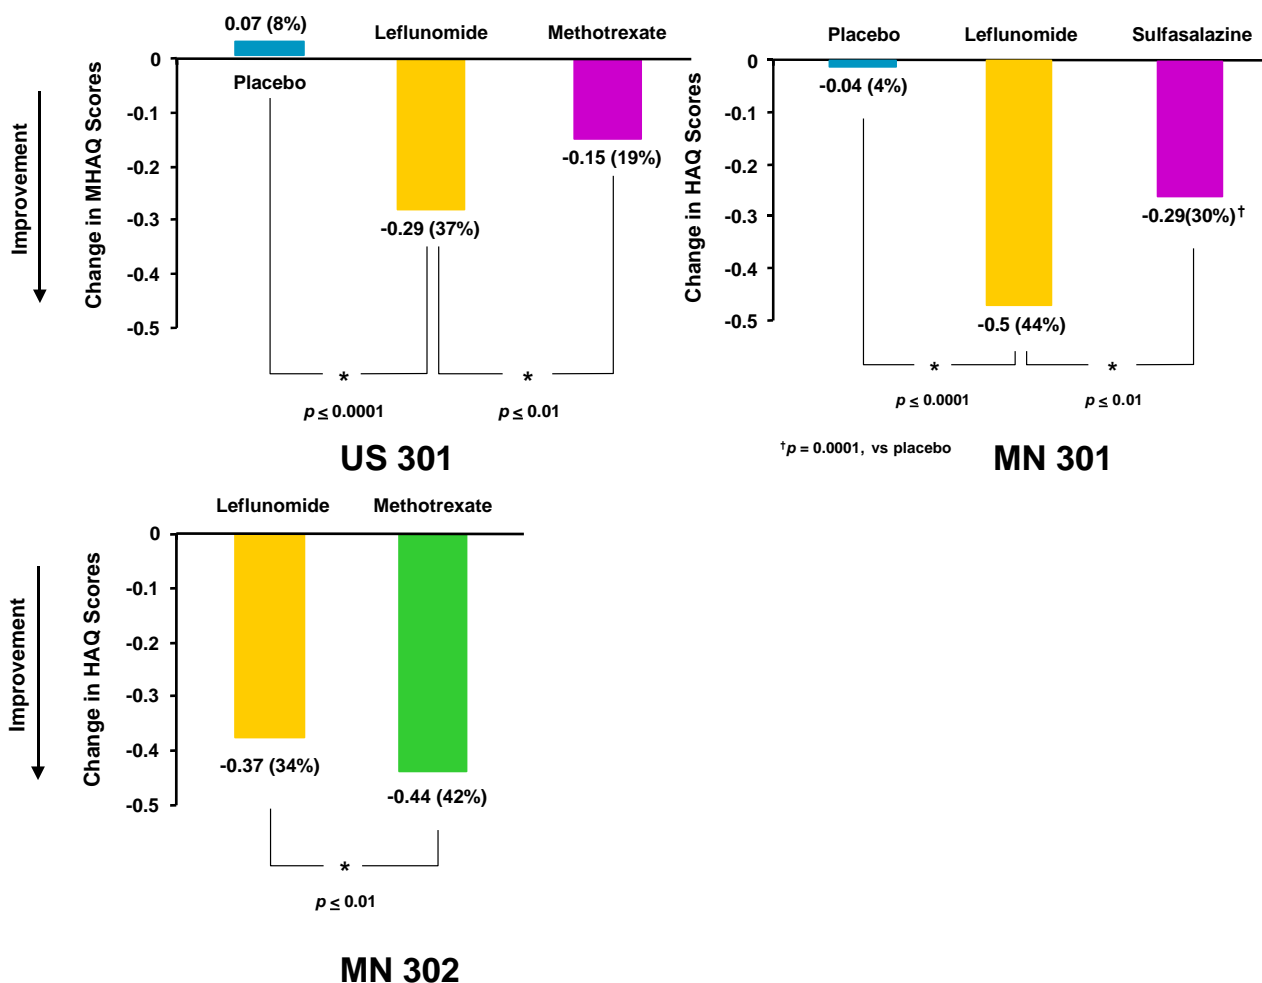 0.07 (8%)
Leflunomide
Methotrexate
0
Placebo
-0.1
-0.2
-0.3
-0.4
-0.5
Change in MHAQ Scores
Improvement
-0.29 (37%)
-0.15 (19%)
*
*
p ≤ 0.0001
p ≤ 0.01
US 301
Placebo
Leflunomide
Sulfasalazine
0
-0.1
-0.2
-0.3
-0.4
-0.5
Change in HAQ Scores
-0.04 (4%)
-0.5 (44%)
-0.29(30%)†
*
*
p ≤ 0.0001
p ≤ 0.01
†p = 0.0001, vs placebo
MN 301
Leflunomide
Methotrexate
0
-0.1
-0.2
-0.3
-0.4
-0.5
Change in HAQ Scores
Improvement
-0.37 (34%)
-0.44 (42%)
*
p ≤ 0.01
MN 302